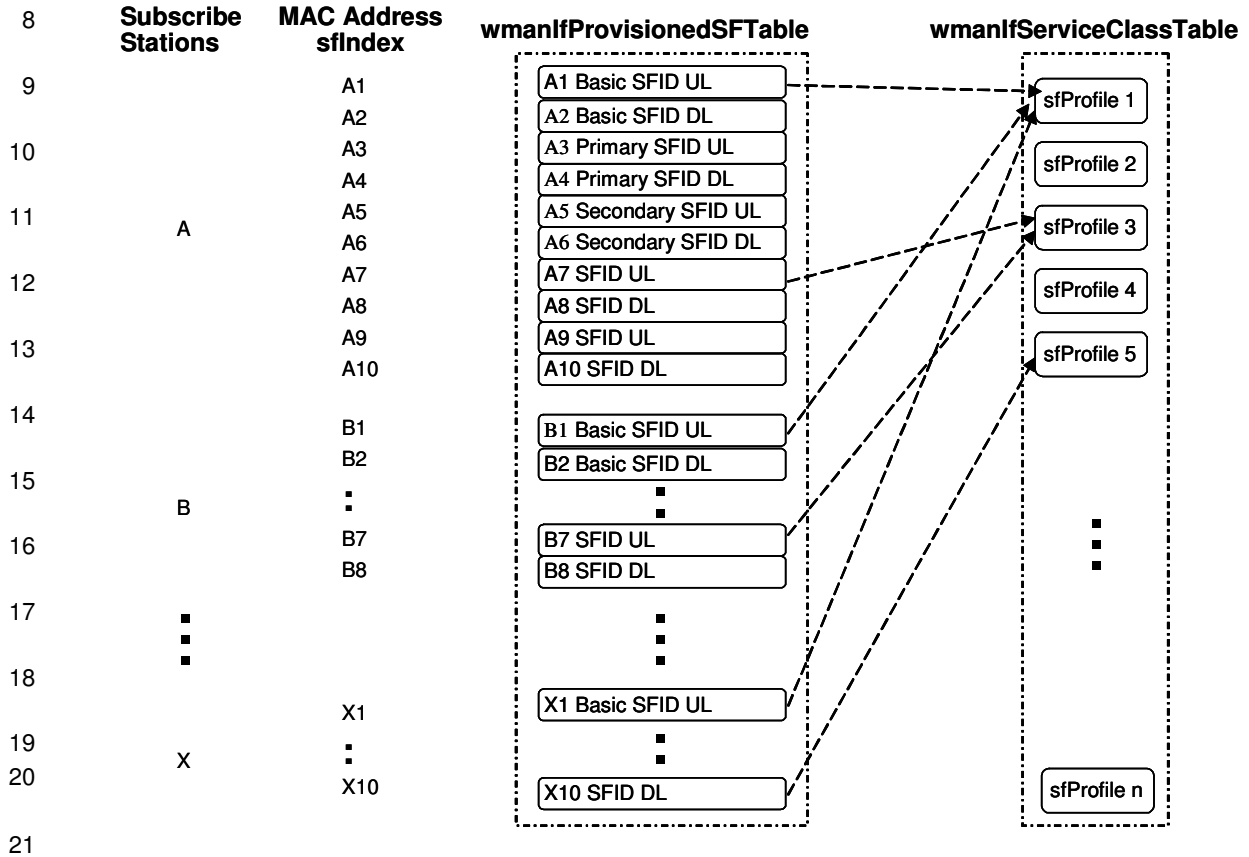 8 Subscribe Stations MAC Address sfIndex wmanIfProvisionedSFTable wmanIfServiceClassTable
9 A1 A1 Basic SFID UL sfProfile 1
A2 A2 Basic SFID DL
10 A3 A3 Primary SFID UL sfProfile 2
A4 A4 Primary SFID DL
11 A A5 A5 Secondary SFID UL sfProfile 3
A6 A6 Secondary SFID DL
12 A7 A7 SFID UL sfProfile 4
A8 A8 SFID DL
13 A9 A9 SFID UL sfProfile 5
A10 A10 SFID DL
14 B1 B1 Basic SFID UL
B2 B2 Basic SFID DL
15 B
16 B7 B7 SFID UL
B8 B8 SFID DL
17
18 X1 X1 Basic SFID UL
19 X
20 X10 X10 SFID DL sfProfile n
21